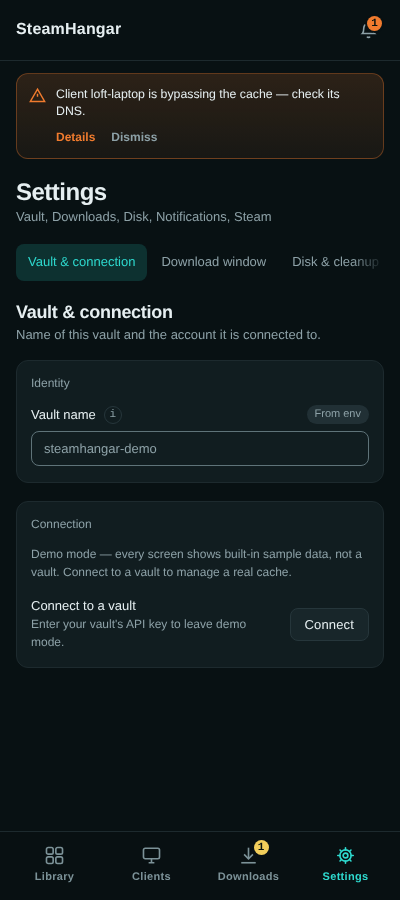 SteamHangar
1
Client loft-laptop is bypassing the cache — check its
DNS.
Details Dismiss
Settings
Vault, Downloads, Disk, Notifications, Steam
Vault & connection Download window Disk & cleanup
Vault & connection
Name of this vault and the account it is connected to.
Identity
Vault name i From env
steamhangar-demo
Connection
Demo mode — every screen shows built-in sample data, not a
vault. Connect to a vault to manage a real cache.
Connect to a vault
Enter your vault's API key to leave demo
mode.
Connect
1
Library Clients Downloads Settings